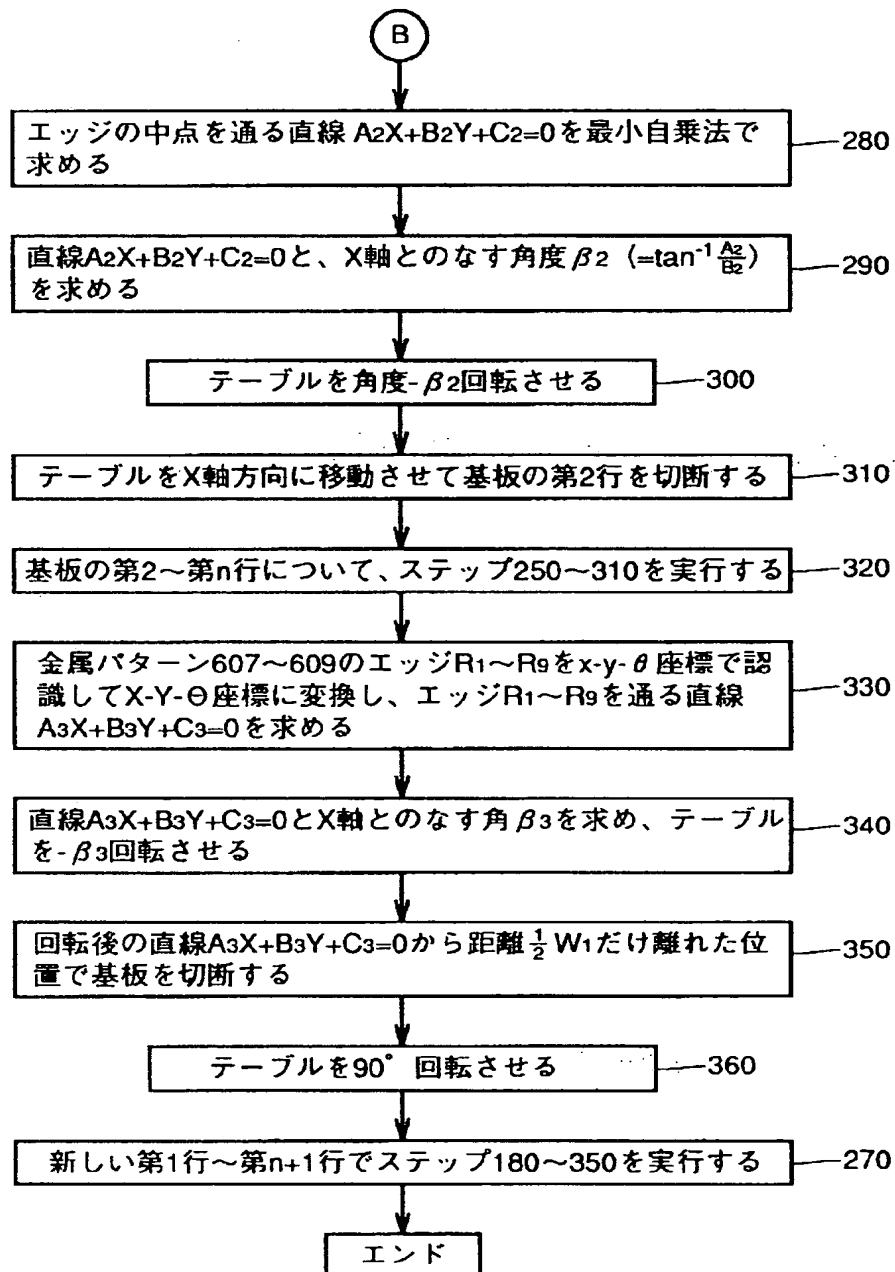 B
エッジの中点を通る直線 A2X+B2Y+C2=0を最小自乗法で
求める
280
直線A2X+B2Y+C2=0と、X軸とのなす角度β2 (=tan⁻¹ A2/B2)
を求める
290
テーブルを角度-β2回転させる
300
テーブルをX軸方向に移動させて基板の第2行を切断する
310
基板の第2〜第n行について、ステップ250〜310を実行する
320
金属パターン607〜609のエッジR1〜R9をx-y-θ座標で認
識してX-Y-Θ座標に変換し、エッジR1〜R9を通る直線
A3X+B3Y+C3=0を求める
330
直線A3X+B3Y+C3=0とX軸とのなす角β3を求め、テーブル
を-β3回転させる
340
回転後の直線A3X+B3Y+C3=0から距離1/2 W1だけ離れた位
置で基板を切断する
350
テーブルを90°回転させる
360
新しい第1行〜第n+1行でステップ180〜350を実行する
270
エンド